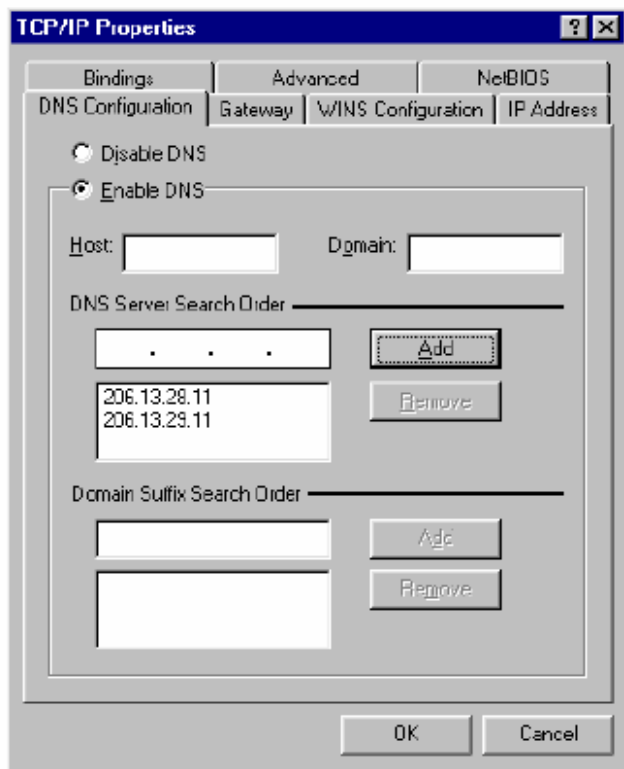 TCP/IP Properties
Bindings Advanced NetBIOS
DNS Configuration Gateway WINS Configuration IP Address
Disable DNS
Enable DNS
Host: Domain:
DNS Server Search Order
. . .
Add
206.13.28.11
206.13.29.11
Remove
Domain Suffix Search Order
Add
Remove
OK Cancel